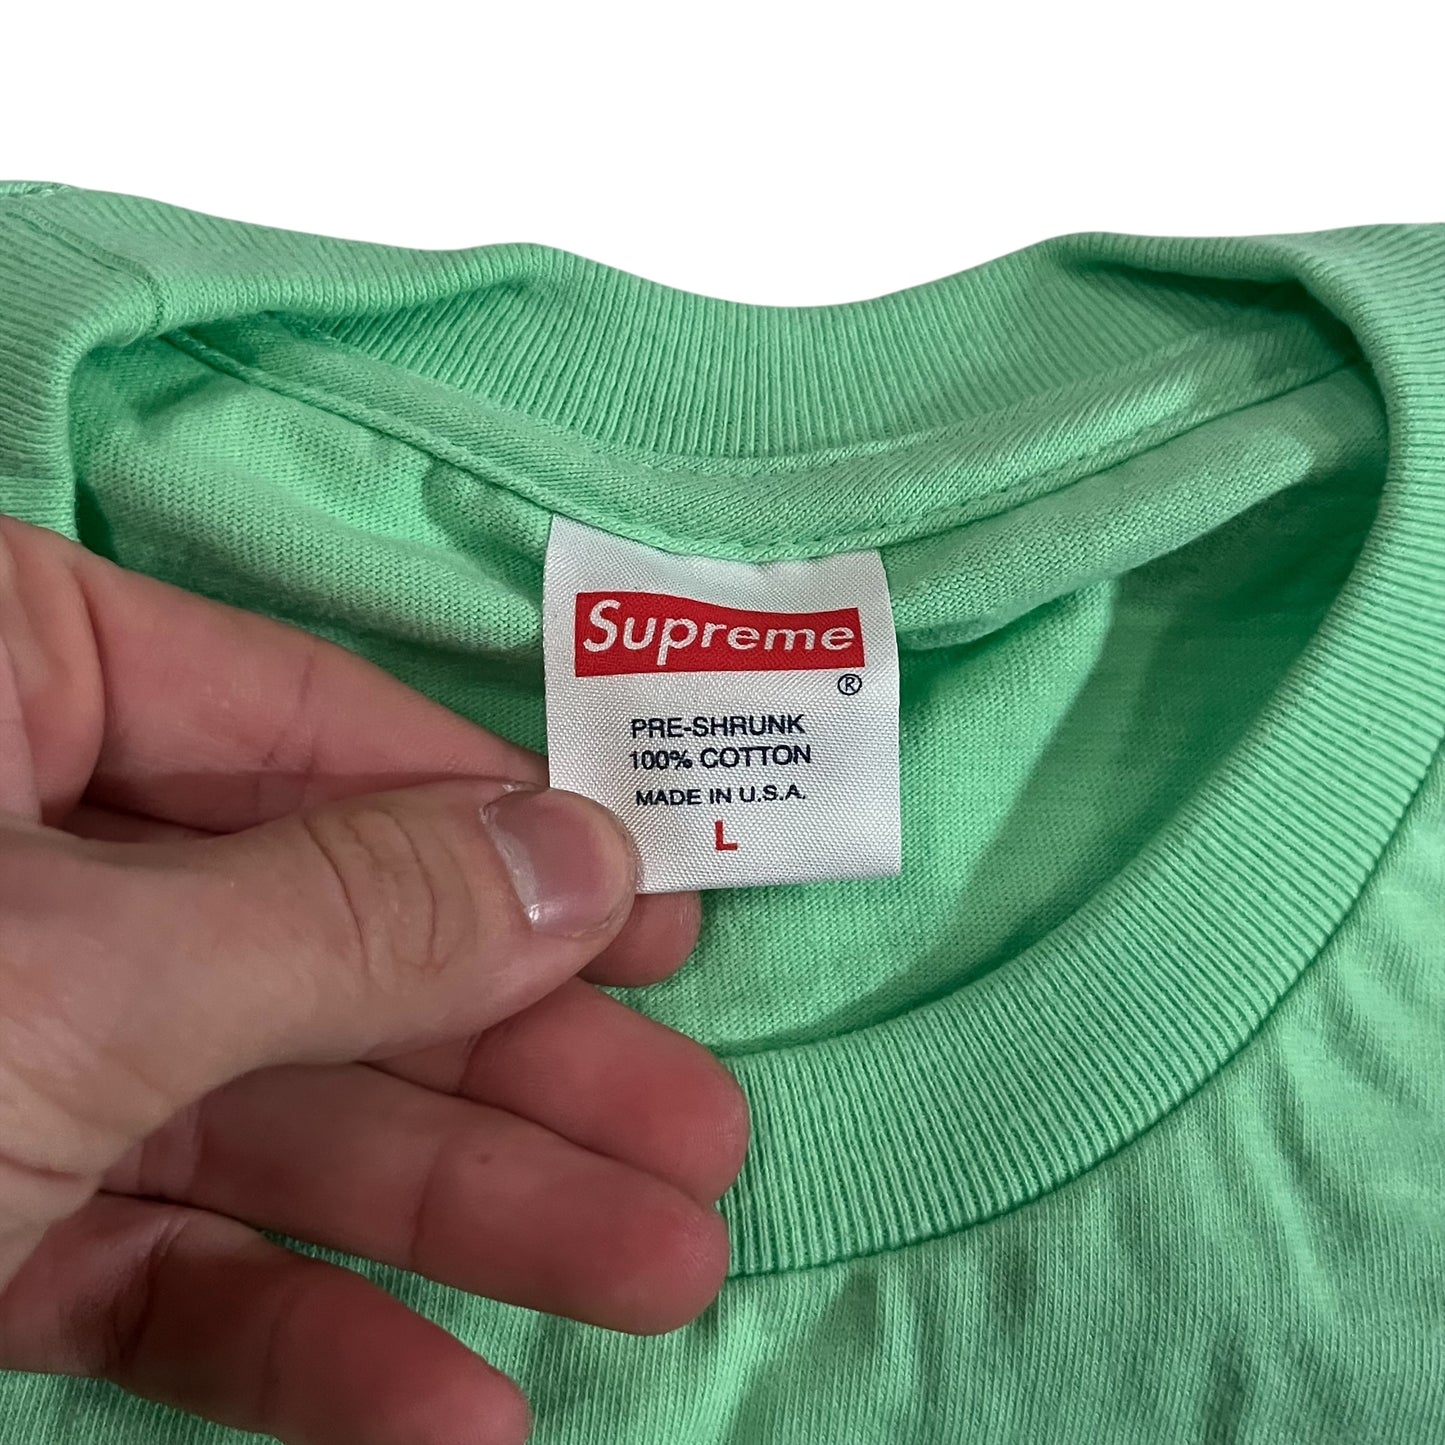 Supreme
®
PRE-SHRUNK
100% COTTON
MADE IN U.S.A.
L